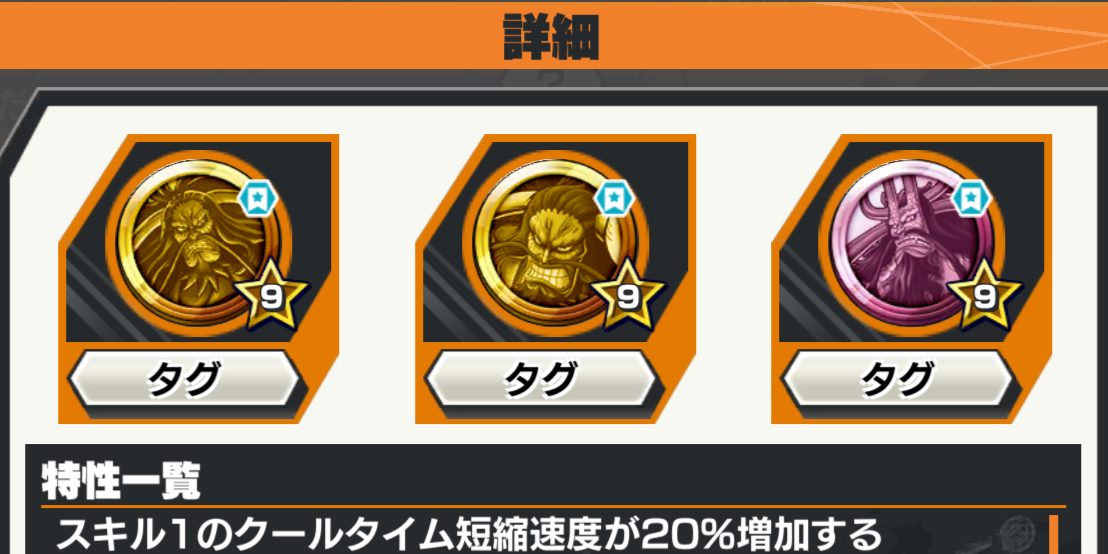 詳細
9 9 9
タグ タグ タグ
特性一覧
スキル1のクールタイム短縮速度が20%増加する